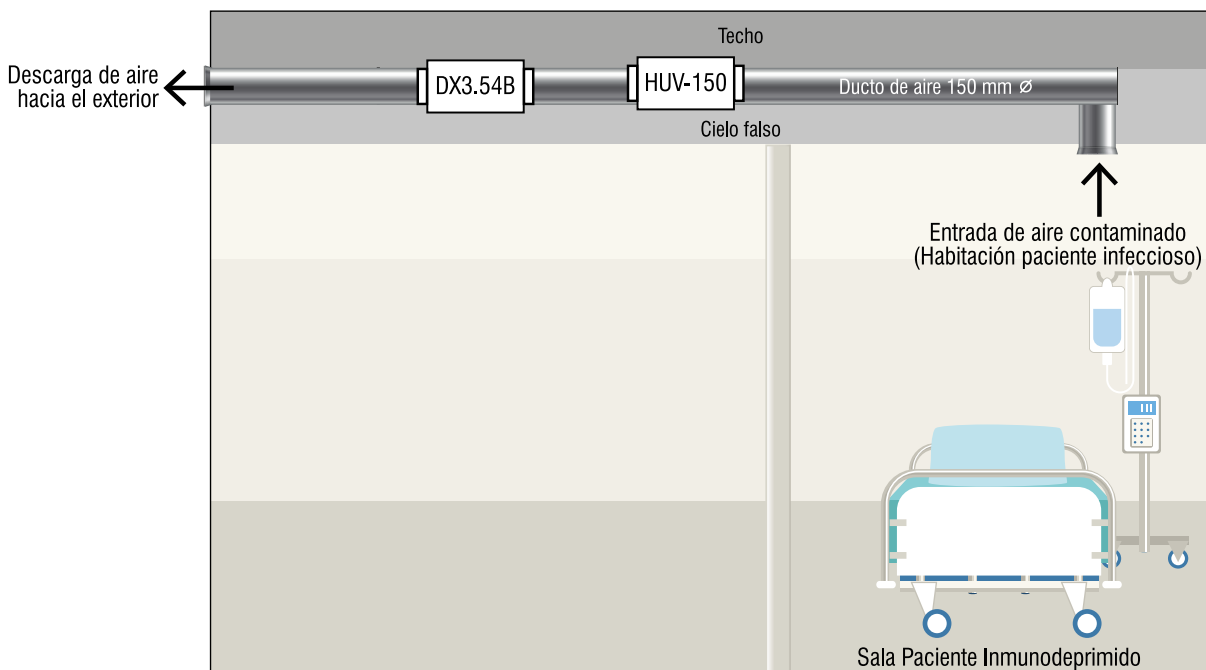 Techo
Descarga de aire
hacia el exterior
DX3.54B
HUV-150
Ducto de aire 150 mm Ø
Cielo falso
Entrada de aire contaminado
(Habitación paciente infeccioso)
Sala Paciente Inmunodeprimido